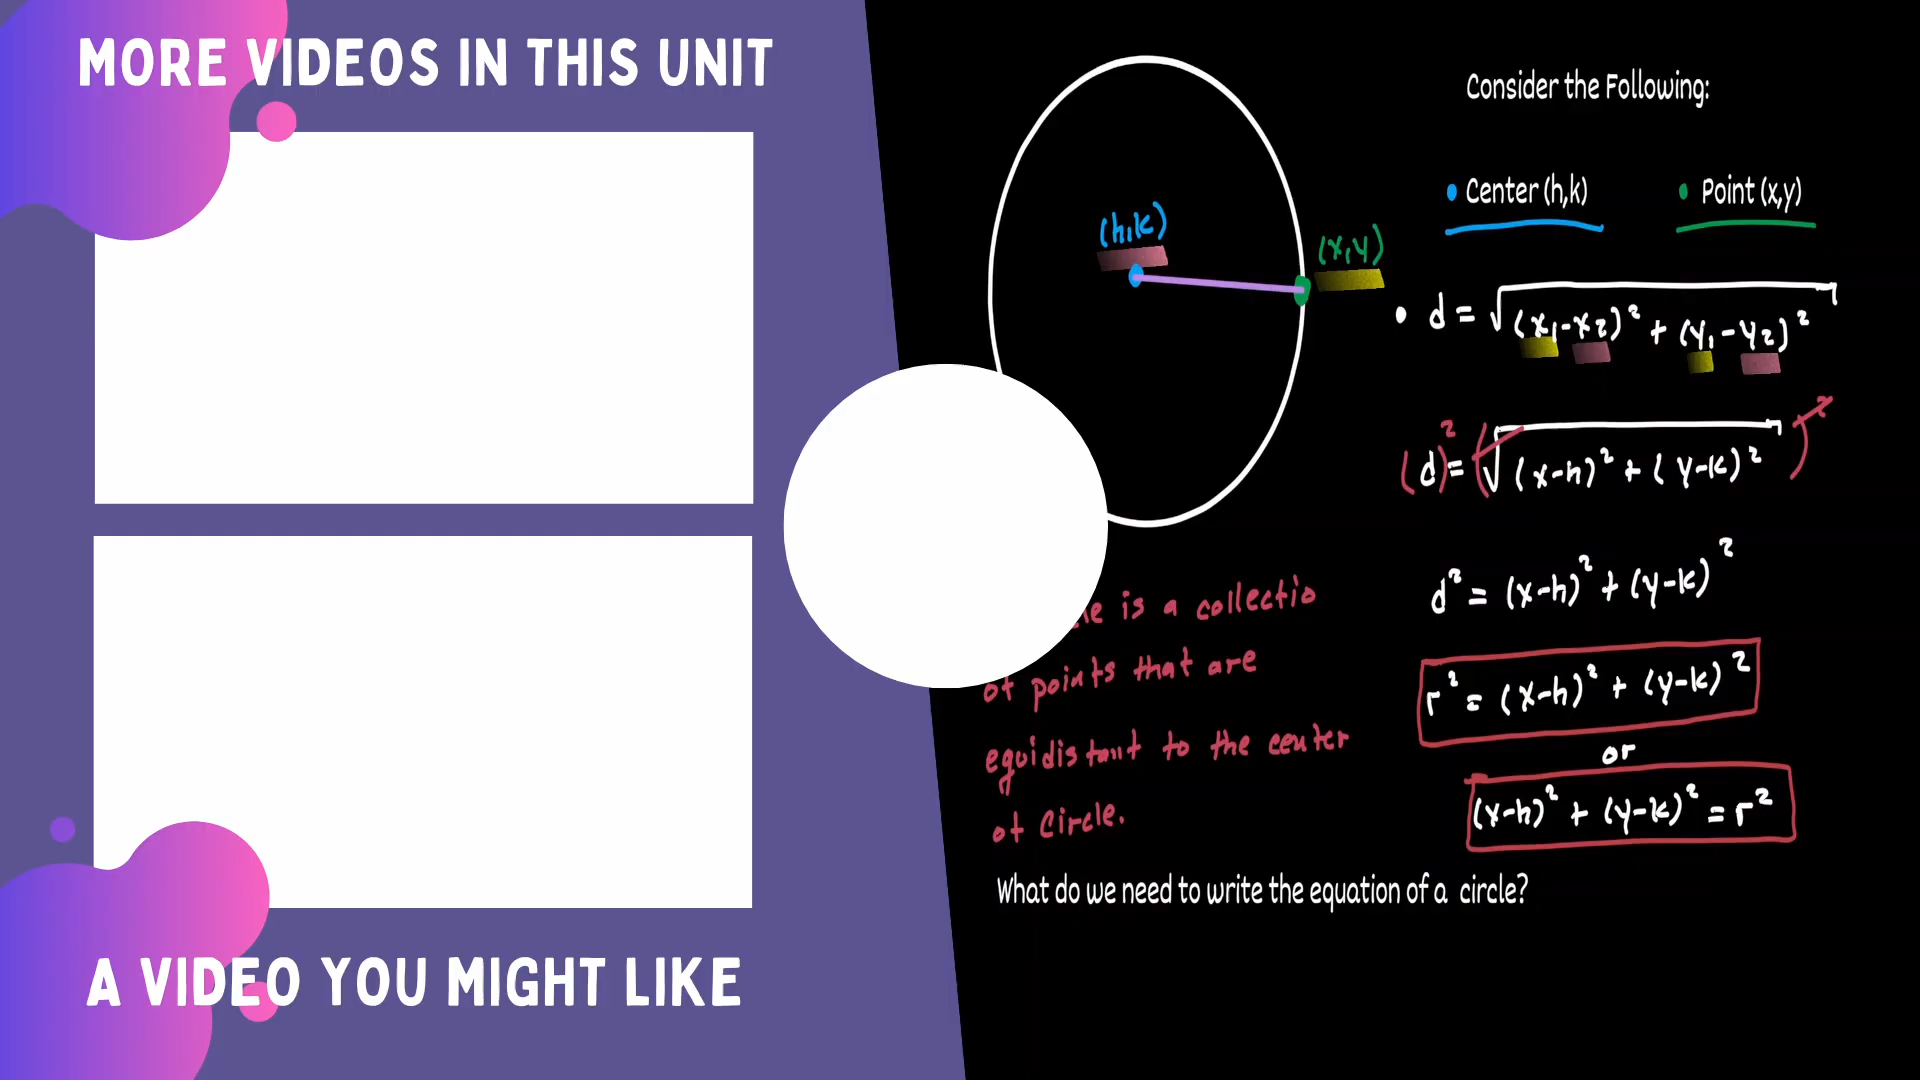 MORE VIDEOS IN THIS UNIT
A VIDEO YOU MIGHT LIKE
Consider the Following:
• Center (h,k)
• Point (x,y)
(h,k)
(x,y)
• d = √(x₁-x₂)² + (y₁-y₂)²
(d)² = (√(x-h)² + (y-k)²)²
d² = (x-h)² + (y-k)²
r² = (x-h)² + (y-k)²
or
(x-h)² + (y-k)² = r²
is a collectio
of points that are
equidistant to the center
of Circle.
What do we need to write the equation of a circle?